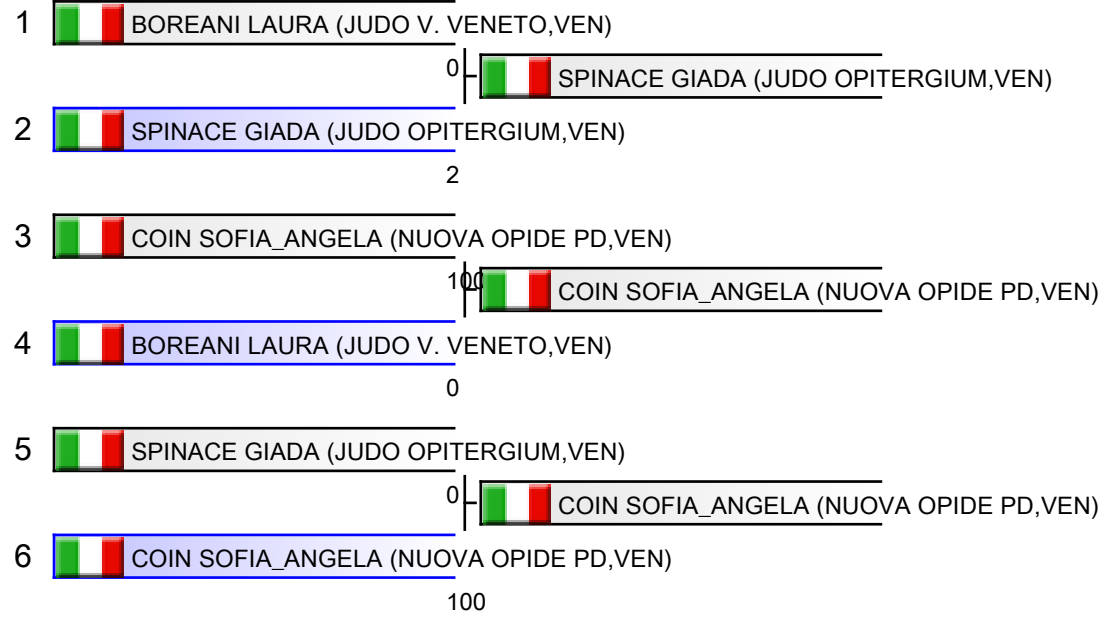 1 BOREANI LAURA (JUDO V. VENETO,VEN)
0 SPINACE GIADA (JUDO OPITERGIUM,VEN)
2 SPINACE GIADA (JUDO OPITERGIUM,VEN)
2
3 COIN SOFIA_ANGELA (NUOVA OPIDE PD,VEN)
100 COIN SOFIA_ANGELA (NUOVA OPIDE PD,VEN)
4 BOREANI LAURA (JUDO V. VENETO,VEN)
0
5 SPINACE GIADA (JUDO OPITERGIUM,VEN)
0 COIN SOFIA_ANGELA (NUOVA OPIDE PD,VEN)
6 COIN SOFIA_ANGELA (NUOVA OPIDE PD,VEN)
100